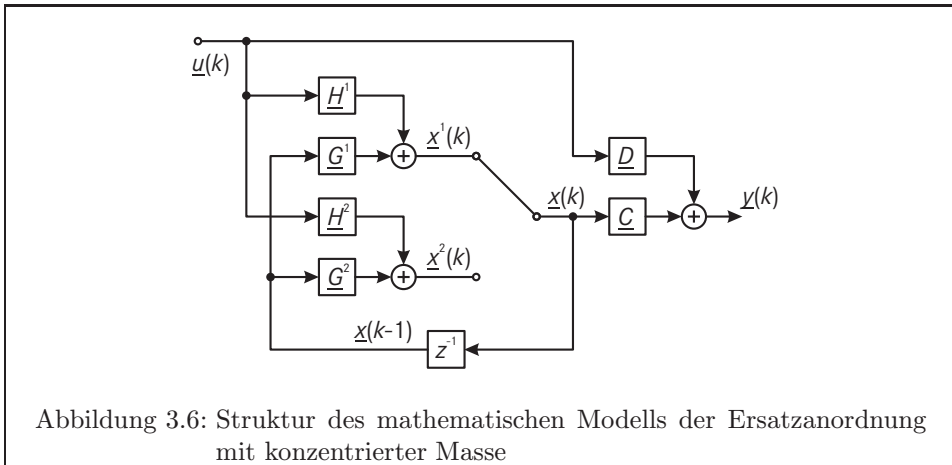 u(k)
H¹
x¹(k)
G¹
+
D
x(k)
y(k)
H²
C
+
x²(k)
G²
+
x(k-1)
z⁻¹
Abbildung 3.6: Struktur des mathematischen Modells der Ersatzanordnung
mit konzentrierter Masse